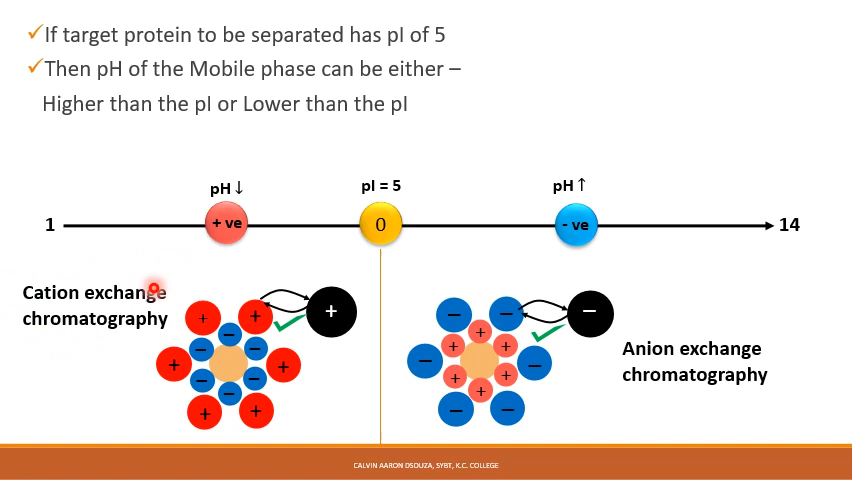 ✓If target protein to be separated has pI of 5
✓Then pH of the Mobile phase can be either –
Higher than the pI or Lower than the pI
pH ↓
pI = 5
pH ↑
1
+ ve
0
- ve
14
Cation exchange
chromatography
+
+
+
+
+
+
+
−
−
−
−
−
−
−
−
−
−
−
−
−
+
+
+
+
+
+
Anion exchange
chromatography
CALVIN AARON DSOUZA, SYBT, K.C. COLLEGE